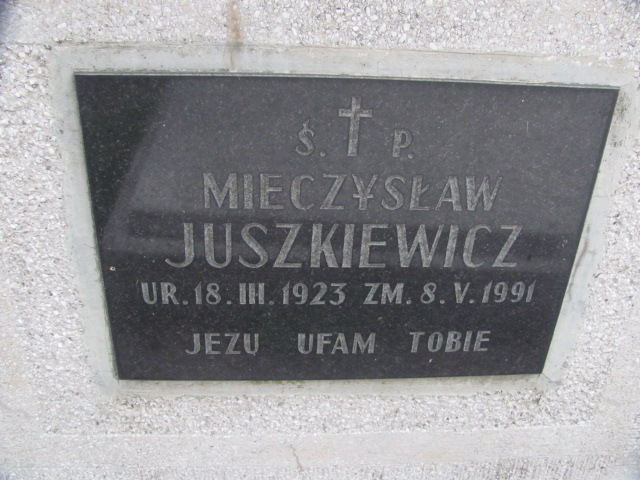 Ś. P.
MIECZYSŁAW
JUSZKIEWICZ
UR. 18. III. 1923 ZM. 8. V. 1991
JEZU UFAM TOBIE